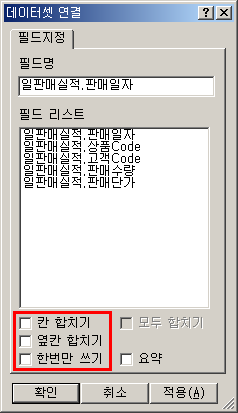 데이터셋 연결
필드지정
필드명
일판매실적.판매일자
필드 리스트
일판매실적.판매일자
일판매실적.상품Code
일판매실적.고객Code
일판매실적.판매수량
일판매실적.판매단가
칸 합치기 모두 합치기
옆칸 합치기
한번만 쓰기 요약
확인 취소 적용(A)